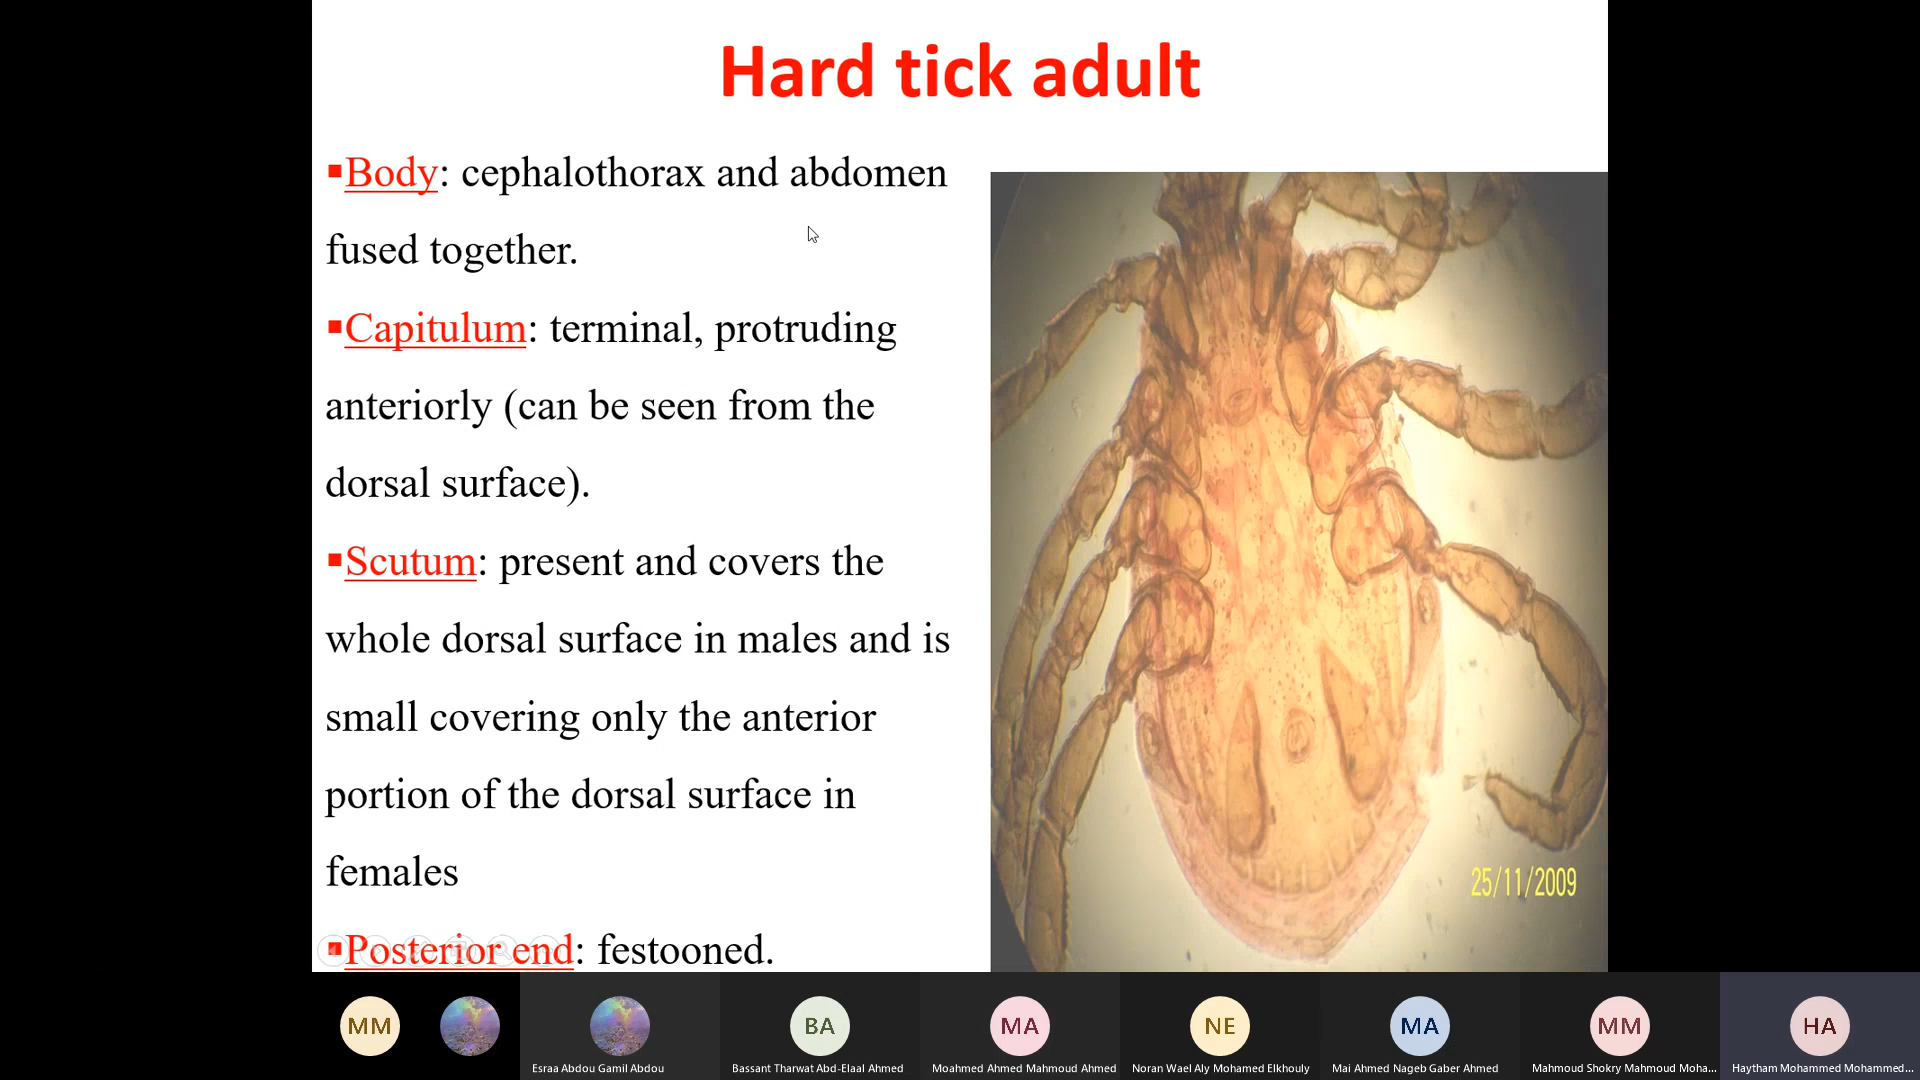 Hard tick adult
▪Body: cephalothorax and abdomen
fused together.
▪Capitulum: terminal, protruding
anteriorly (can be seen from the
dorsal surface).
▪Scutum: present and covers the
whole dorsal surface in males and is
small covering only the anterior
portion of the dorsal surface in
females
▪Posterior end: festooned.
25/11/2009
MM
BA
MA
NE
MA
MM
HA
Esraa Abdou Gamil Abdou
Bassant Tharwat Abd-Elaal Ahmed
Moahmed Ahmed Mahmoud Ahmed
Noran Wael Aly Mohamed Elkhouly
Mai Ahmed Nageb Gaber Ahmed
Mahmoud Shokry Mahmoud Moha...
Haytham Mohammed Mohammed...